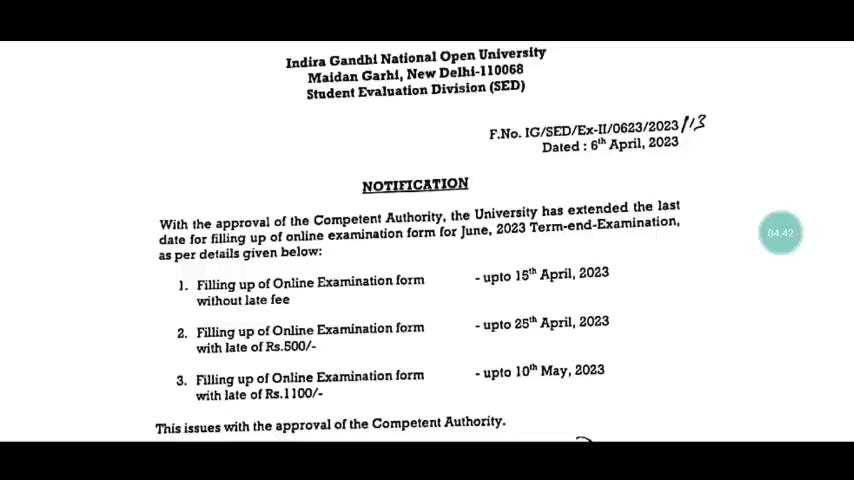 Indira Gandhi National Open University
Maidan Garhi, New Delhi-110068
Student Evaluation Division (SED)
F.No. IG/SED/Ex-II/0623/2023/113
Dated : 6th April, 2023
NOTIFICATION
With the approval of the Competent Authority, the University has extended the last
date for filling up of online examination form for June, 2023 Term-end-Examination,
as per details given below:
1. Filling up of Online Examination form - upto 15th April, 2023
without late fee
2. Filling up of Online Examination form - upto 25th April, 2023
with late of Rs.500/-
3. Filling up of Online Examination form - upto 10th May, 2023
with late of Rs.1100/-
This issues with the approval of the Competent Authority.
04:42